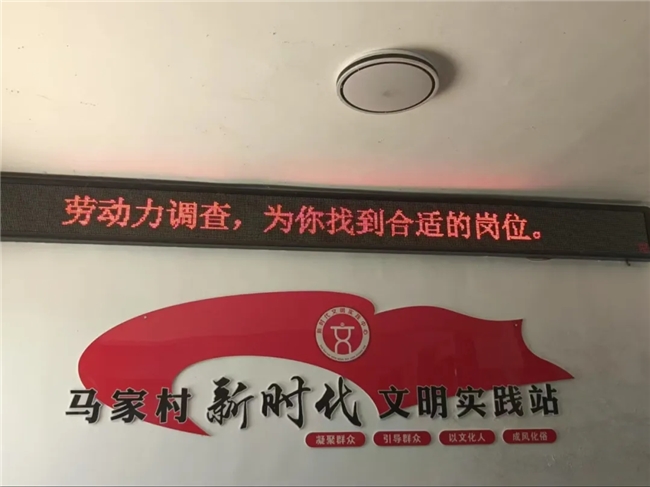 劳动力调查，为你找到合适的岗位。
马家村 新时代 文明实践站
凝聚群众 引导群众 以文化人 成风化俗